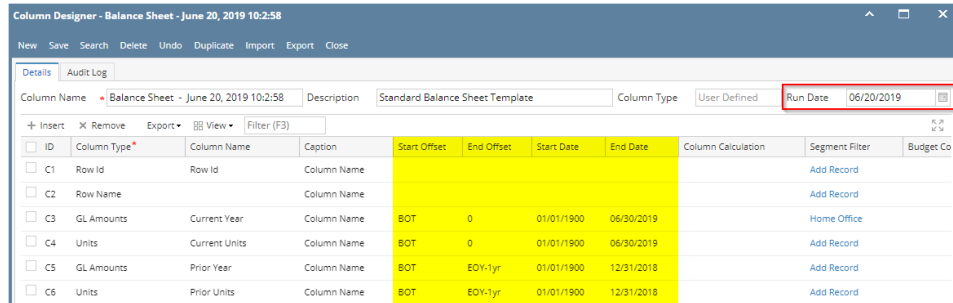 Column Designer - Balance Sheet - June 20, 2019 10:2:58
New Save Search Delete Undo Duplicate Import Export Close
Details Audit Log
Column Name * Balance Sheet - June 20, 2019 10:2:58 Description Standard Balance Sheet Template Column Type User Defined Run Date 06/20/2019
+ Insert × Remove Export View Filter (F3)
ID Column Type* Column Name Caption Start Offset End Offset Start Date End Date Column Calculation Segment Filter Budget Co
C1 Row Id Row Id Column Name Add Record
C2 Row Name Column Name Add Record
C3 GL Amounts Current Year Column Name BOT 0 01/01/1900 06/30/2019 Home Office
C4 Units Current Units Column Name BOT 0 01/01/1900 06/30/2019 Add Record
C5 GL Amounts Prior Year Column Name BOT EOY-1yr 01/01/1900 12/31/2018 Add Record
C6 Units Prior Units Column Name BOT EOY-1yr 01/01/1900 12/31/2018 Add Record